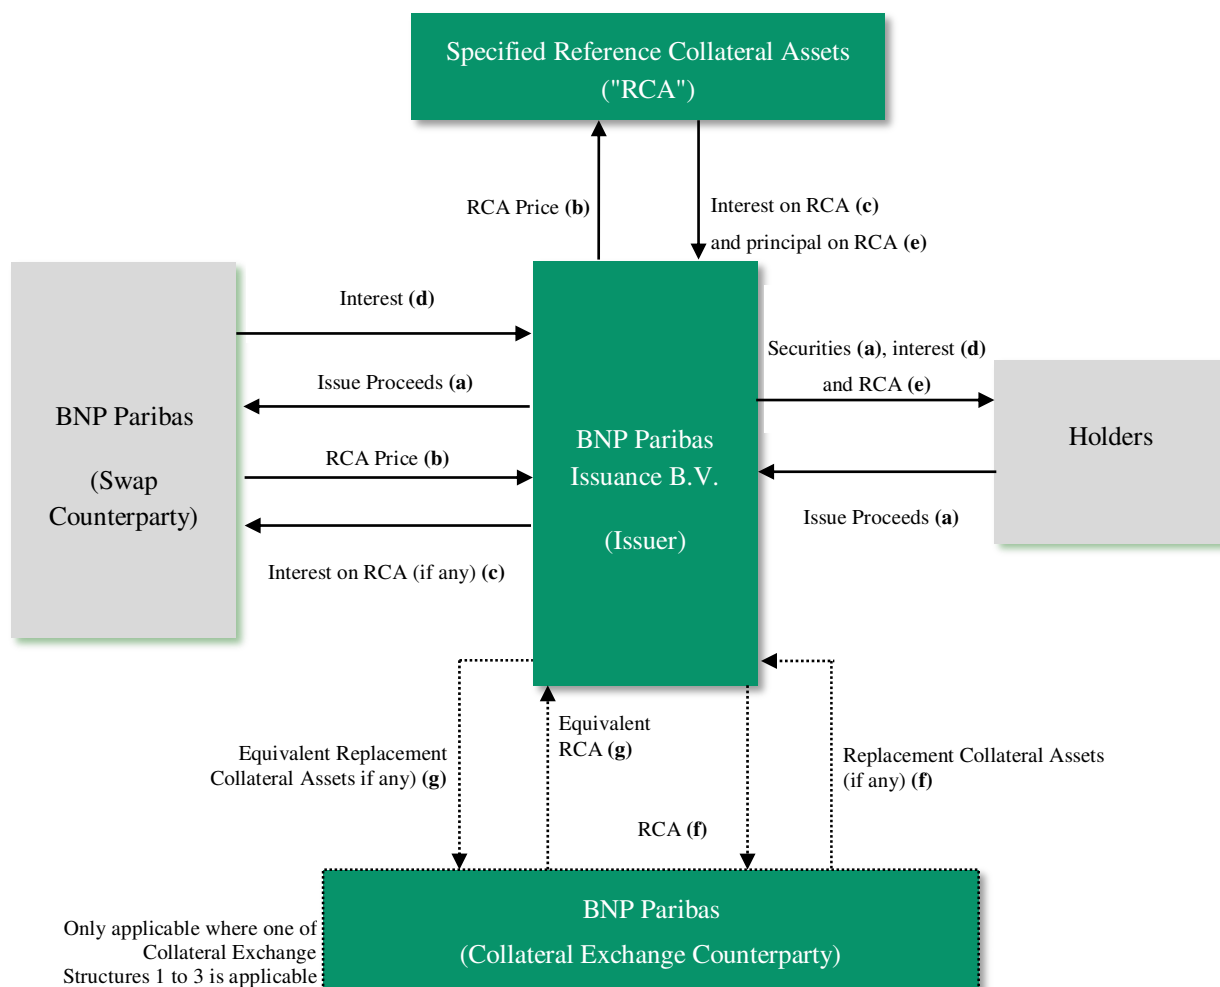 Specified Reference Collateral Assets
("RCA")
RCA Price (b)
Interest on RCA (c)
and principal on RCA (e)
Interest (d)
Issue Proceeds (a)
RCA Price (b)
Interest on RCA (if any) (c)
BNP Paribas
(Swap
Counterparty)
BNP Paribas
Issuance B.V.
(Issuer)
Securities (a), interest (d)
and RCA (e)
Issue Proceeds (a)
Holders
Equivalent Replacement
Collateral Assets if any) (g)
Equivalent
RCA (g)
RCA (f)
Replacement Collateral Assets
(if any) (f)
BNP Paribas
(Collateral Exchange Counterparty)
Only applicable where one of
Collateral Exchange
Structures 1 to 3 is applicable